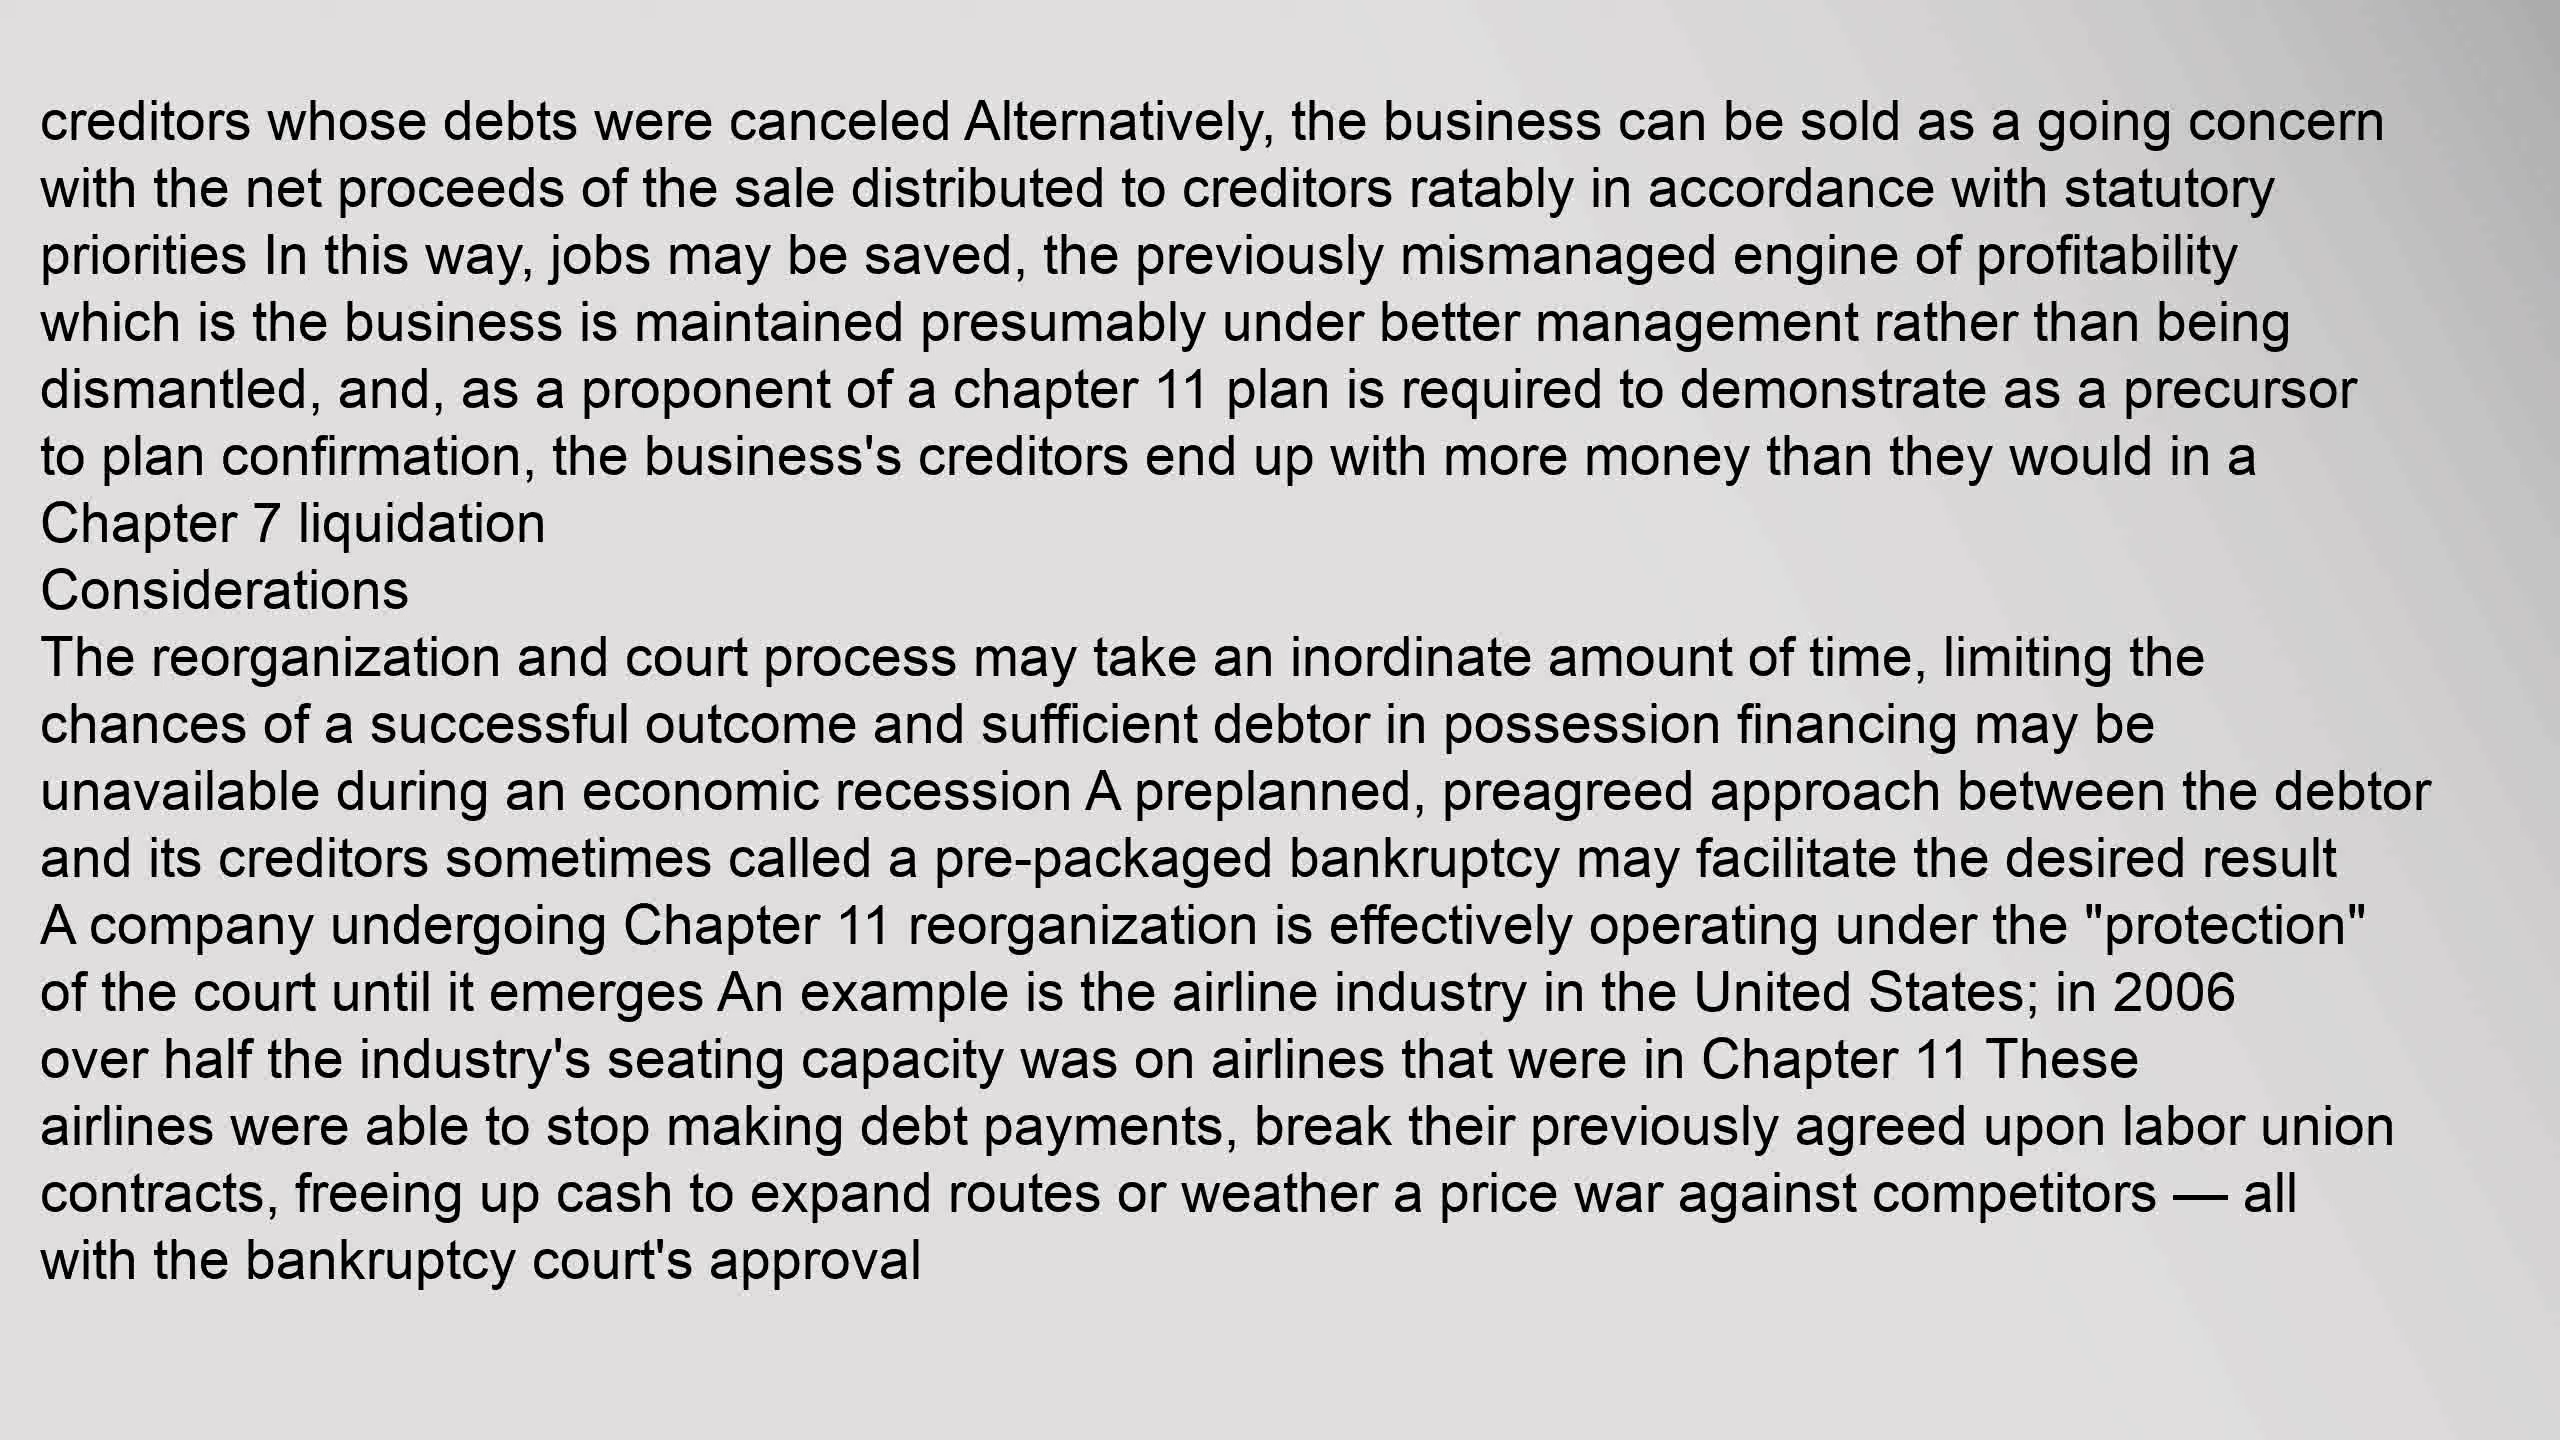 creditors whose debts were canceled Alternatively, the business can be sold as a going concern
with the net proceeds of the sale distributed to creditors ratably in accordance with statutory
priorities In this way, jobs may be saved, the previously mismanaged engine of profitability
which is the business is maintained presumably under better management rather than being
dismantled, and, as a proponent of a chapter 11 plan is required to demonstrate as a precursor
to plan confirmation, the business's creditors end up with more money than they would in a
Chapter 7 liquidation
Considerations
The reorganization and court process may take an inordinate amount of time, limiting the
chances of a successful outcome and sufficient debtor in possession financing may be
unavailable during an economic recession A preplanned, preagreed approach between the debtor
and its creditors sometimes called a pre-packaged bankruptcy may facilitate the desired result
A company undergoing Chapter 11 reorganization is effectively operating under the "protection"
of the court until it emerges An example is the airline industry in the United States; in 2006
over half the industry's seating capacity was on airlines that were in Chapter 11 These
airlines were able to stop making debt payments, break their previously agreed upon labor union
contracts, freeing up cash to expand routes or weather a price war against competitors — all
with the bankruptcy court's approval